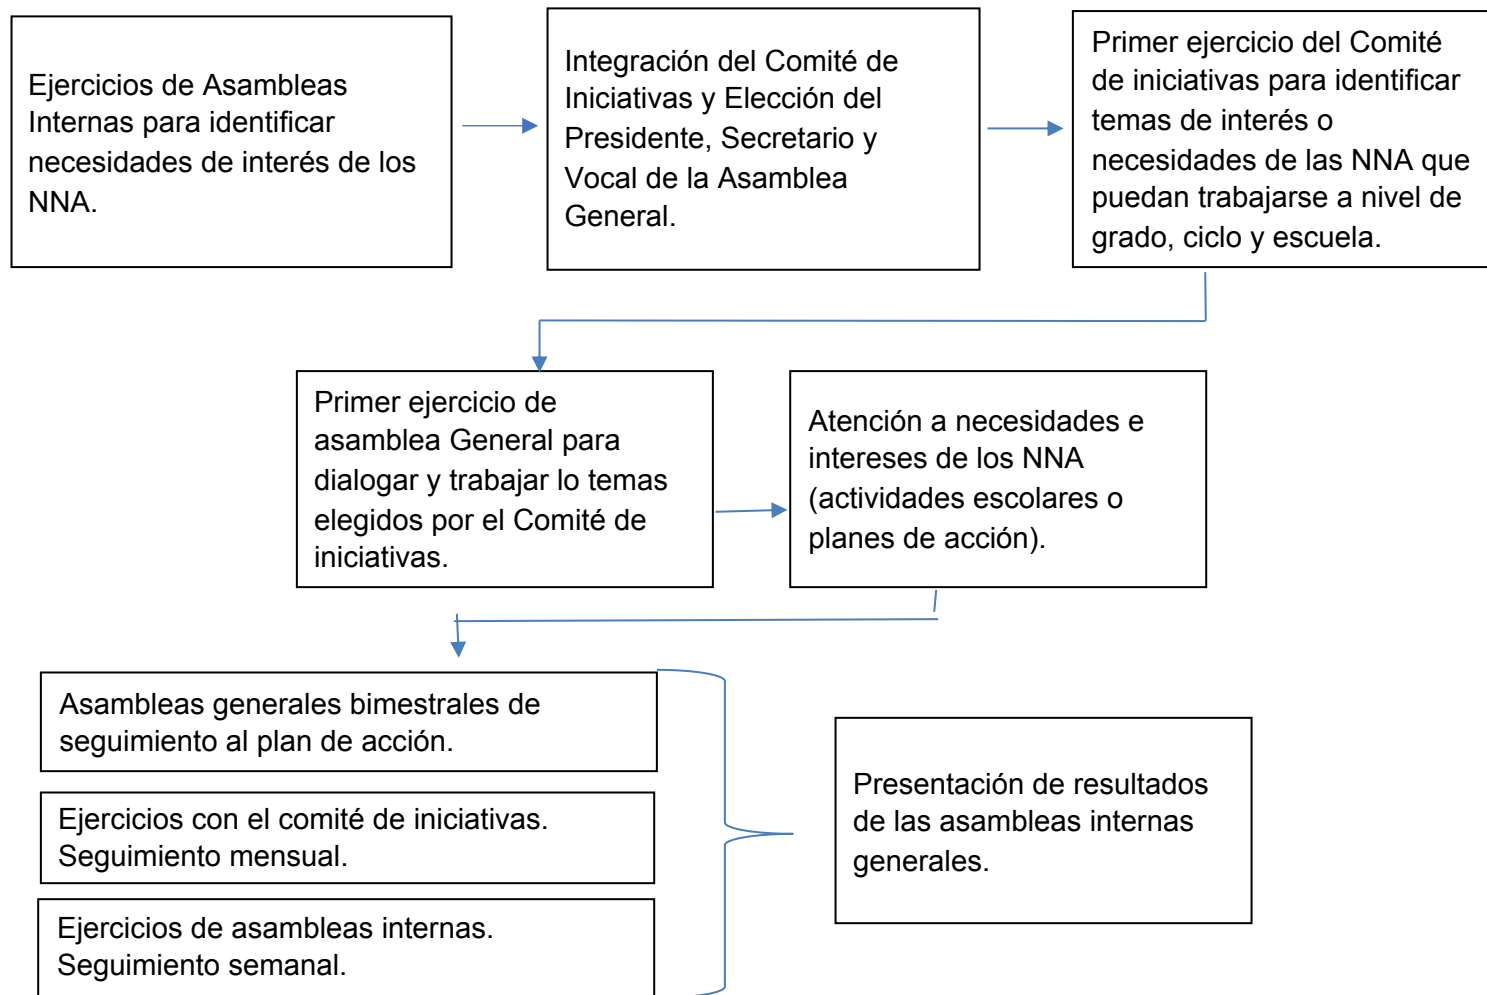 Ejercicios de Asambleas
Internas para identificar
necesidades de interés de los
NNA.
Integración del Comité de
Iniciativas y Elección del
Presidente, Secretario y
Vocal de la Asamblea
General.
Primer ejercicio del Comité
de iniciativas para identificar
temas de interés o
necesidades de las NNA que
puedan trabajarse a nivel de
grado, ciclo y escuela.
Primer ejercicio de
asamblea General para
dialogar y trabajar lo temas
elegidos por el Comité de
iniciativas.
Atención a necesidades e
intereses de los NNA
(actividades escolares o
planes de acción).
Asambleas generales bimestrales de
seguimiento al plan de acción.
Ejercicios con el comité de iniciativas.
Seguimiento mensual.
Ejercicios de asambleas internas.
Seguimiento semanal.
Presentación de resultados
de las asambleas internas
generales.